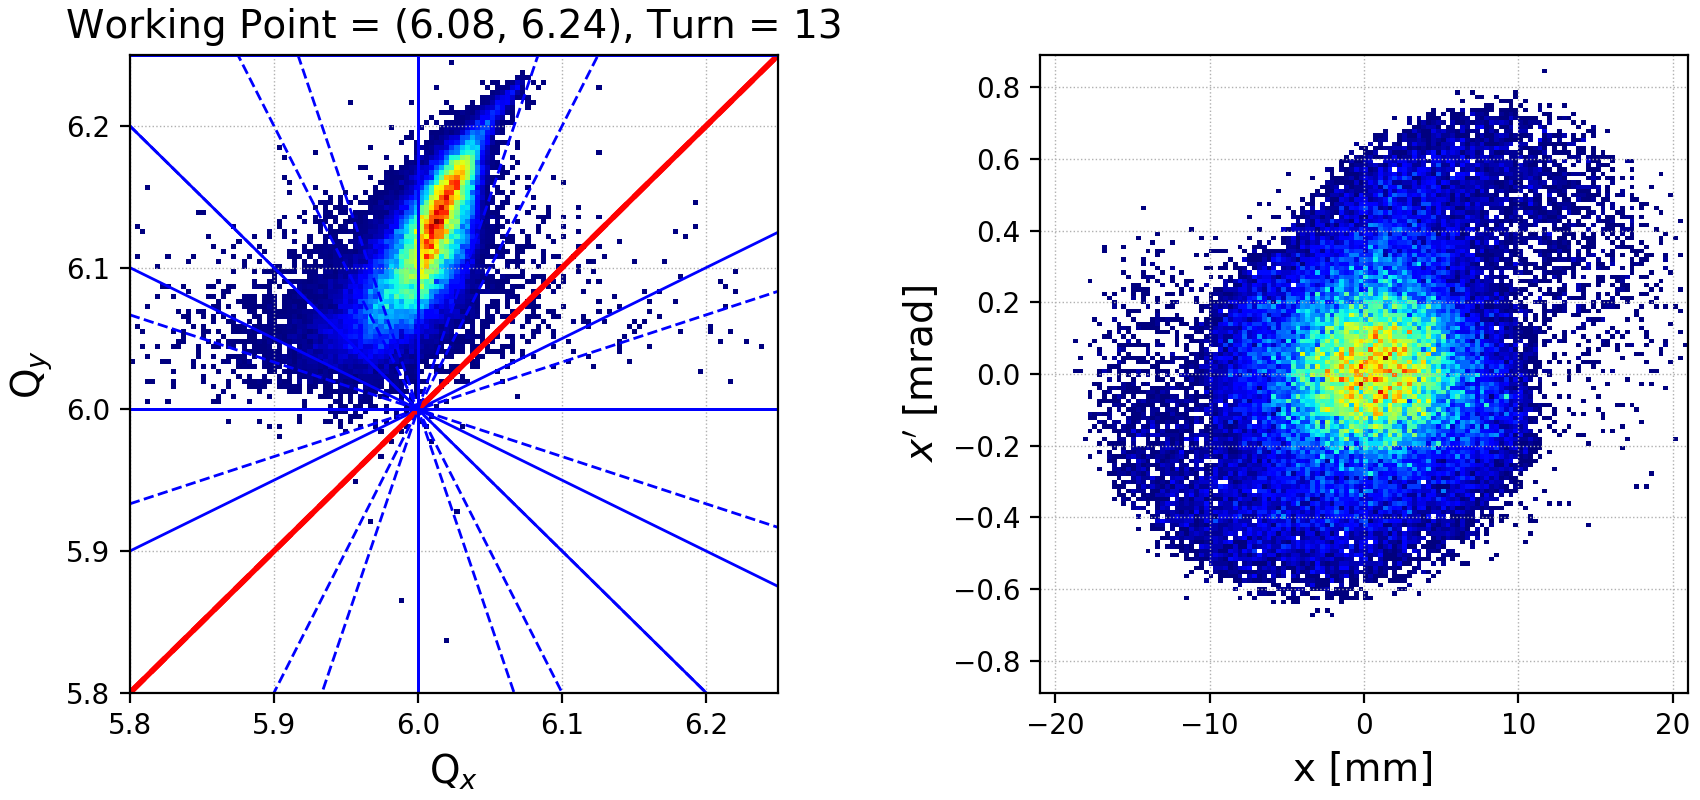 Working Point = (6.08, 6.24), Turn = 13
6.2
6.1
6.0
5.9
5.8
Q_y
5.8 5.9 6.0 6.1 6.2
Q_x
0.8
0.6
0.4
0.2
0.0
−0.2
−0.4
−0.6
−0.8
x′ [mrad]
−20 −10 0 10 20
x [mm]